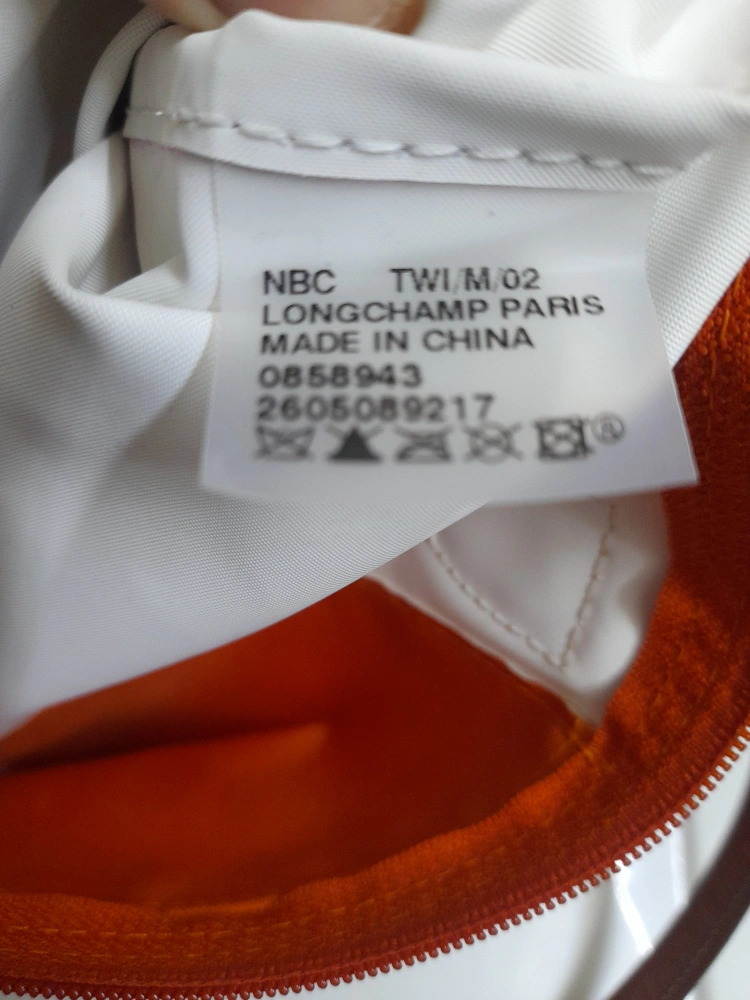 NBC TWI/M/02
LONGCHAMP PARIS
MADE IN CHINA
0858943
2605089217